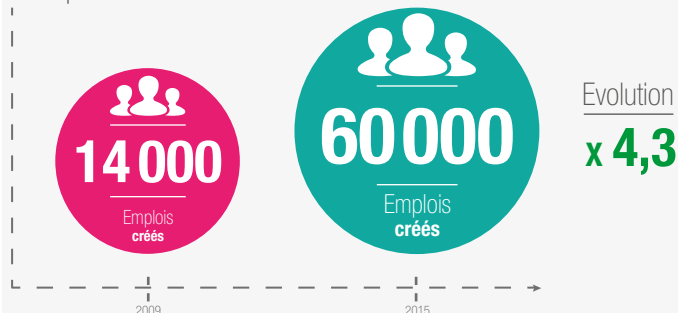 14 000
Emplois
créés
60 000
Emplois
créés
Evolution
x 4,3
2009
2015